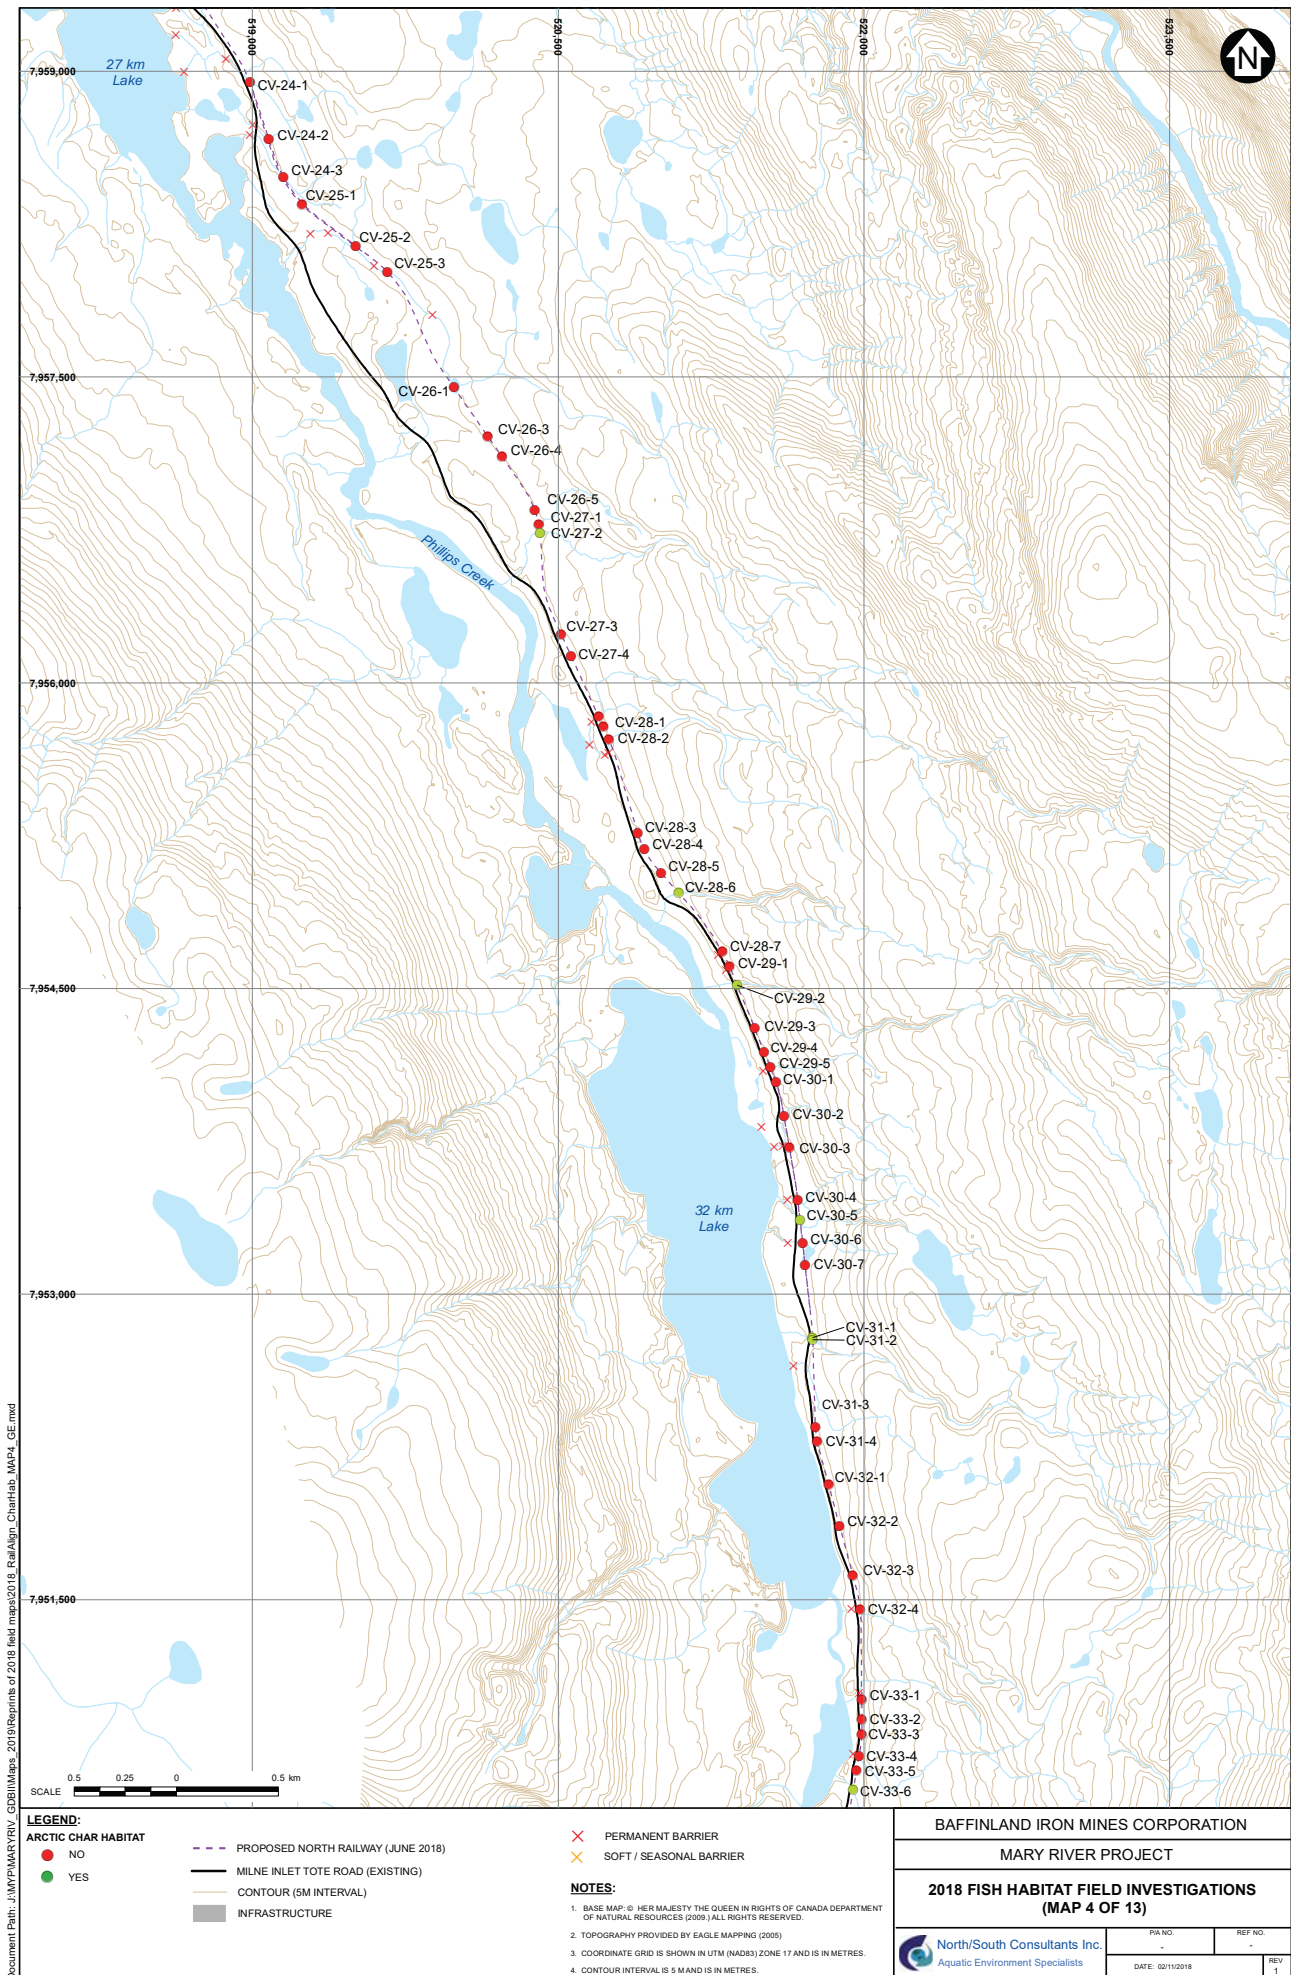 519,000
520,500
522,000
523,500
N
27 km
Lake
7,959,000
CV-24-1
CV-24-2
CV-24-3
CV-25-1
CV-25-2
CV-25-3
7,957,500
CV-26-1
CV-26-3
CV-26-4
CV-26-5
CV-27-1
CV-27-2
Phillips Creek
CV-27-3
CV-27-4
7,956,000
CV-28-1
CV-28-2
CV-28-3
CV-28-4
CV-28-5
CV-28-6
CV-28-7
CV-29-1
7,954,500
CV-29-2
CV-29-3
CV-29-4
CV-29-5
CV-30-1
CV-30-2
CV-30-3
CV-30-4
32 km
Lake
CV-30-5
CV-30-6
CV-30-7
7,953,000
CV-31-1
CV-31-2
CV-31-3
CV-31-4
CV-32-1
CV-32-2
CV-32-3
7,951,500
CV-32-4
CV-33-1
CV-33-2
CV-33-3
CV-33-4
CV-33-5
CV-33-6
SCALE 0.5 0.25 0 0.5 km
Document Path: J:\MYP\MARYRIV_GDBII\Maps_2019\Reprints of 2018 field maps\2018_RailAlign_CharHab_MAP4_GE.mxd
LEGEND:
ARCTIC CHAR HABITAT
NO
YES
PROPOSED NORTH RAILWAY (JUNE 2018)
MILNE INLET TOTE ROAD (EXISTING)
CONTOUR (5M INTERVAL)
INFRASTRUCTURE
PERMANENT BARRIER
SOFT / SEASONAL BARRIER
NOTES:
1. BASE MAP: © HER MAJESTY THE QUEEN IN RIGHTS OF CANADA DEPARTMENT
OF NATURAL RESOURCES (2009.) ALL RIGHTS RESERVED.
2. TOPOGRAPHY PROVIDED BY EAGLE MAPPING (2005)
3. COORDINATE GRID IS SHOWN IN UTM (NAD83) ZONE 17 AND IS IN METRES.
4. CONTOUR INTERVAL IS 5 M AND IS IN METRES.
BAFFINLAND IRON MINES CORPORATION
MARY RIVER PROJECT
2018 FISH HABITAT FIELD INVESTIGATIONS
(MAP 4 OF 13)
North/South Consultants Inc.
Aquatic Environment Specialists
P/A NO.
-
REF NO.
-
DATE: 02/11/2018
REV
1